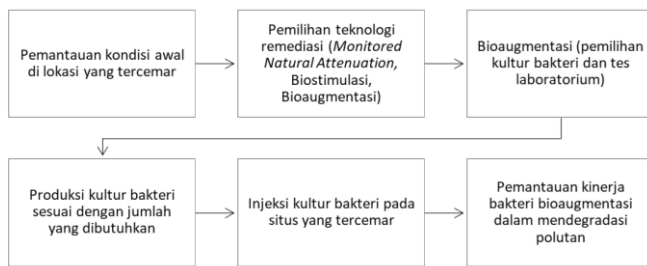 Pemantauan kondisi awal
di lokasi yang tercemar
Pemilihan teknologi
remediasi (Monitored
Natural Attenuation,
Biostimulasi,
Bioaugmentasi)
Bioaugmentasi (pemilihan
kultur bakteri dan tes
laboratorium)
Produksi kultur bakteri
sesuai dengan jumlah
yang dibutuhkan
Injeksi kultur bakteri pada
situs yang tercemar
Pemantauan kinerja
bakteri bioaugmentasi
dalam mendegradasi
polutan